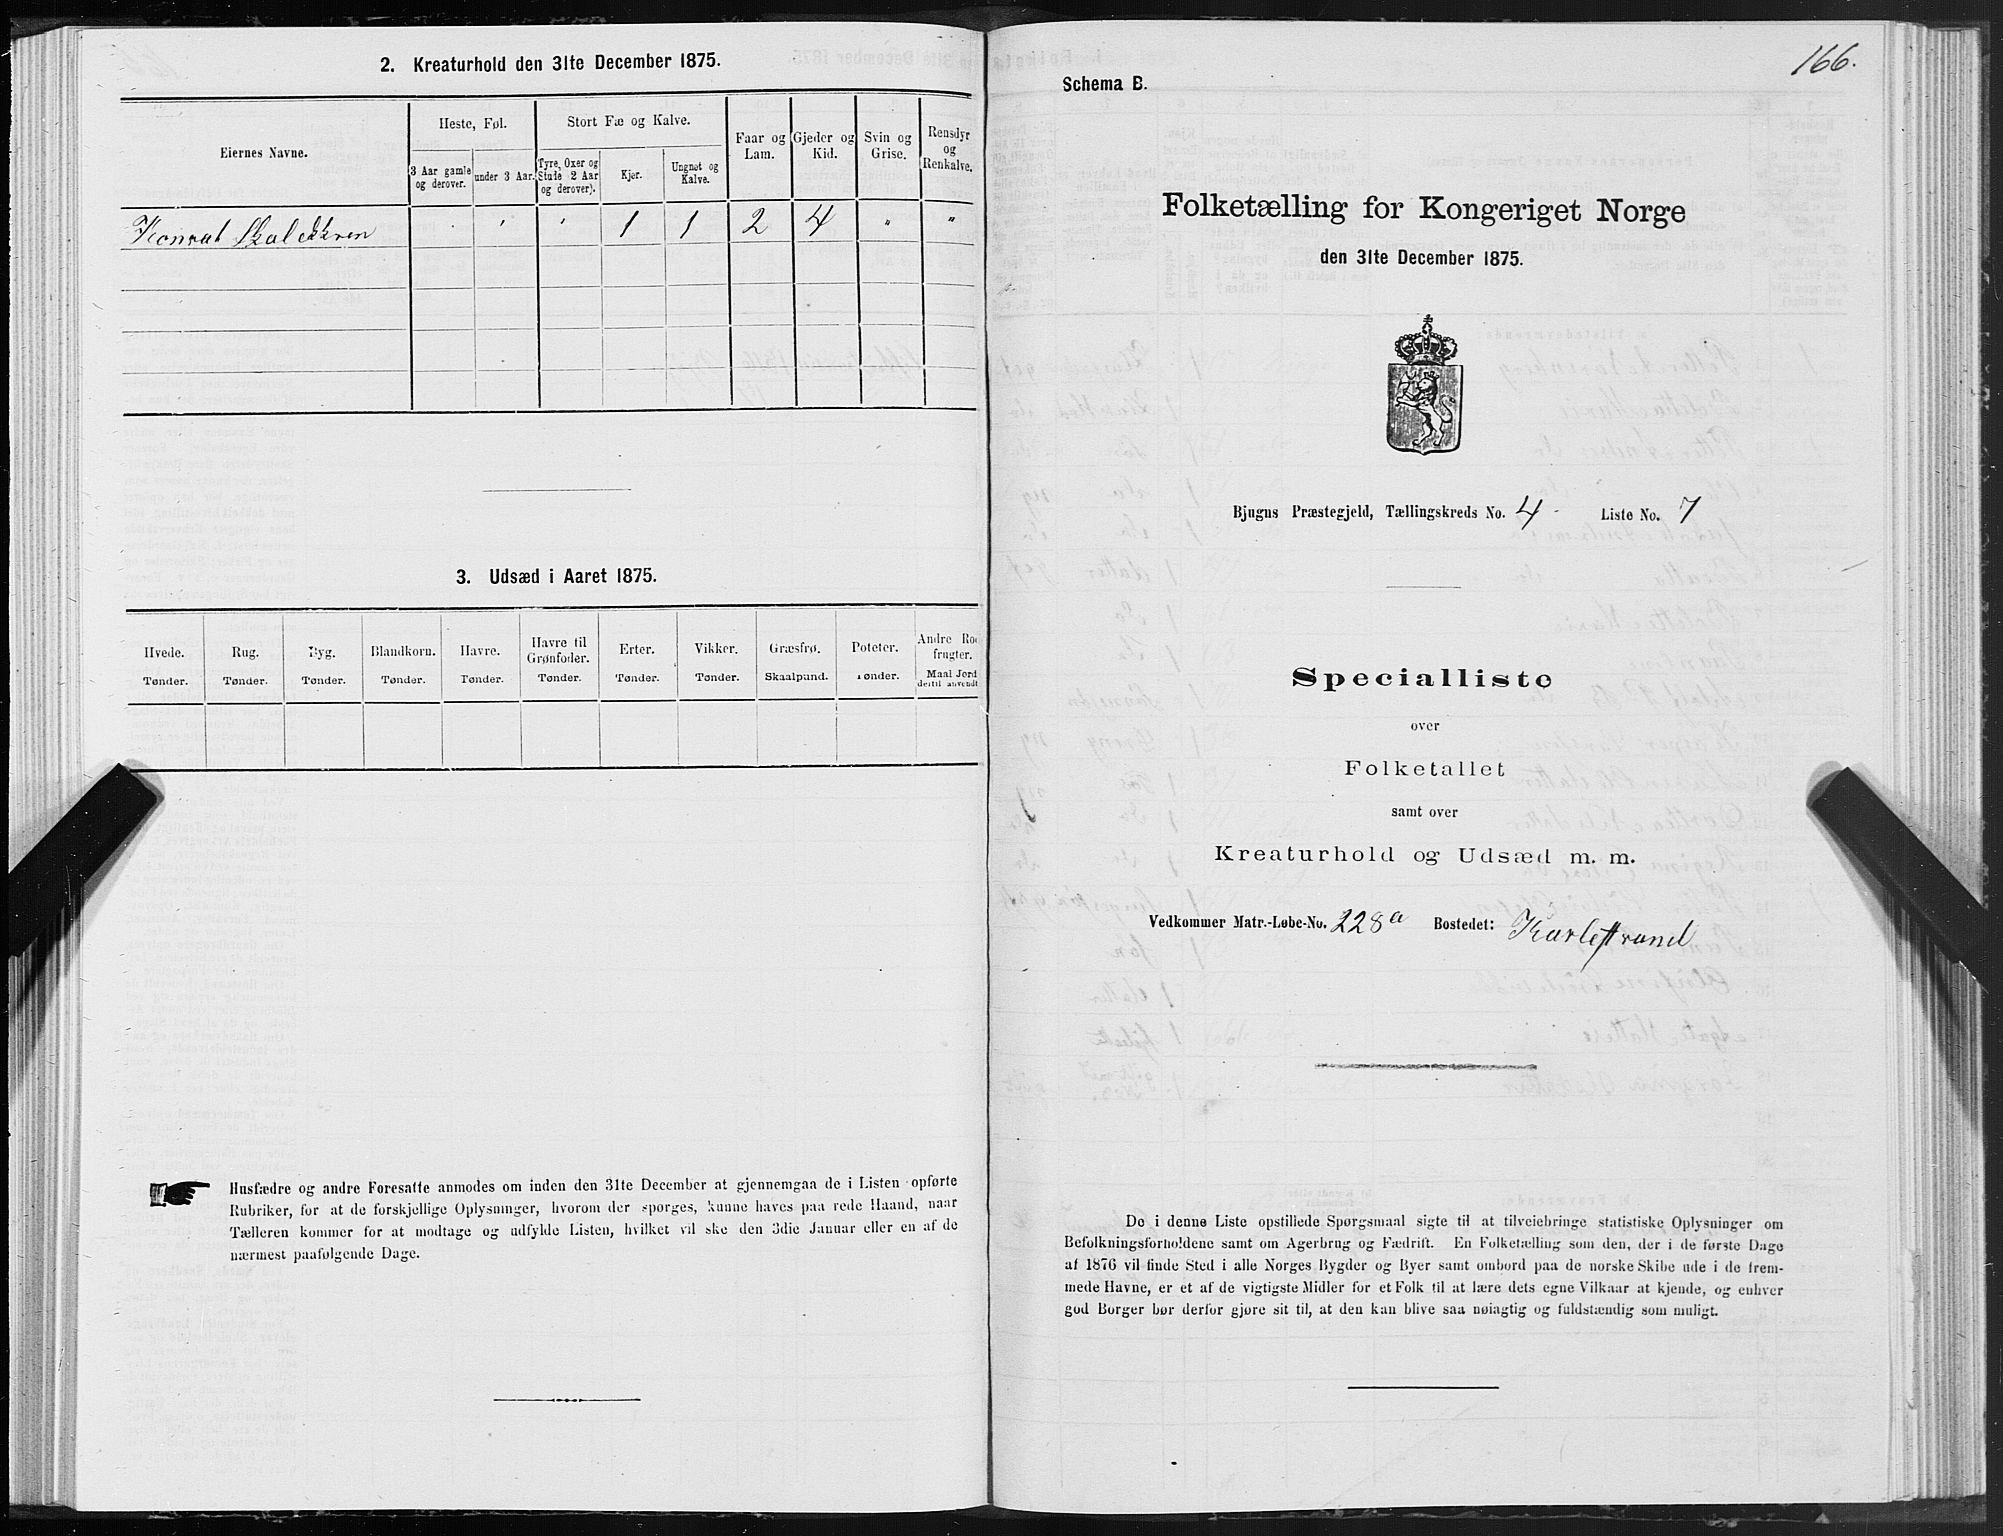 2. Kreaturhold den 31te December 1875.
Eiernes Navne.
Heste, Føl.
Stort Fæ og Kalve.
Faar og Lam.
Gjeder og Kid.
Svin og Grise.
Rensdyr og Renkalve.
3 Aar gamle og derover.
under 3 Aar.
Tyre, Oxer og Stude 2 Aar og derover).
Kjør.
Ungnøt og Kalve.
Konrat 1 1 2 4 " "
3. Udsæd i Aaret 1875.
Hvede. Rug. Byg. Blandkorn. Havre. Havre til Grønfoder. Erter. Vikker. Græsfrø. Poteter. Andre Rodfrugter.
Tønder. Tønder. Tønder. Tønder. Tønder. Tønder. Tønder. Tønder. Skaalpund. Tønder. Maal Jord dertil anvendt
Husfædre og andre Foresatte anmodes om inden den 31te December at gjennemgaa de i Listen opførte
Rubriker, for at de forskjellige Oplysninger, hvorom der spørges, kunne haves paa rede Haand, naar
Tælleren kommer for at modtage og udfylde Listen, hvilket vil ske den 3die Januar eller en af de
nærmest paafølgende Dage.
166.
Schema B.
Folketælling for Kongeriget Norge
den 31te December 1875.
Bjugns Præstegjeld, Tællingskreds No. 4. Liste No. 7
Specialliste
over
Folketallet
samt over
Kreaturhold og Udsæd m. m.
Vedkommer Matr.-Løbe-No. 228a Bostedet: Karlestrand
De i denne Liste opstillede Spørgsmaal sigte til at tilveiebringe statistiske Oplysninger om
Befolkningsforholdene samt om Agerbrug og Fædrift. En Folketælling som den, der i de første Dage
af 1876 vil finde Sted i alle Norges Bygder og Byer samt ombord paa de norske Skibe ude i de frem-
mede Havne, er et af de vigtigste Midler for et Folk til at lære dets egne Vilkaar at kjende, og enhver
god Borger bør derfor gjøre sit til, at den kan blive saa nøiagtig og fuldstændig som muligt.